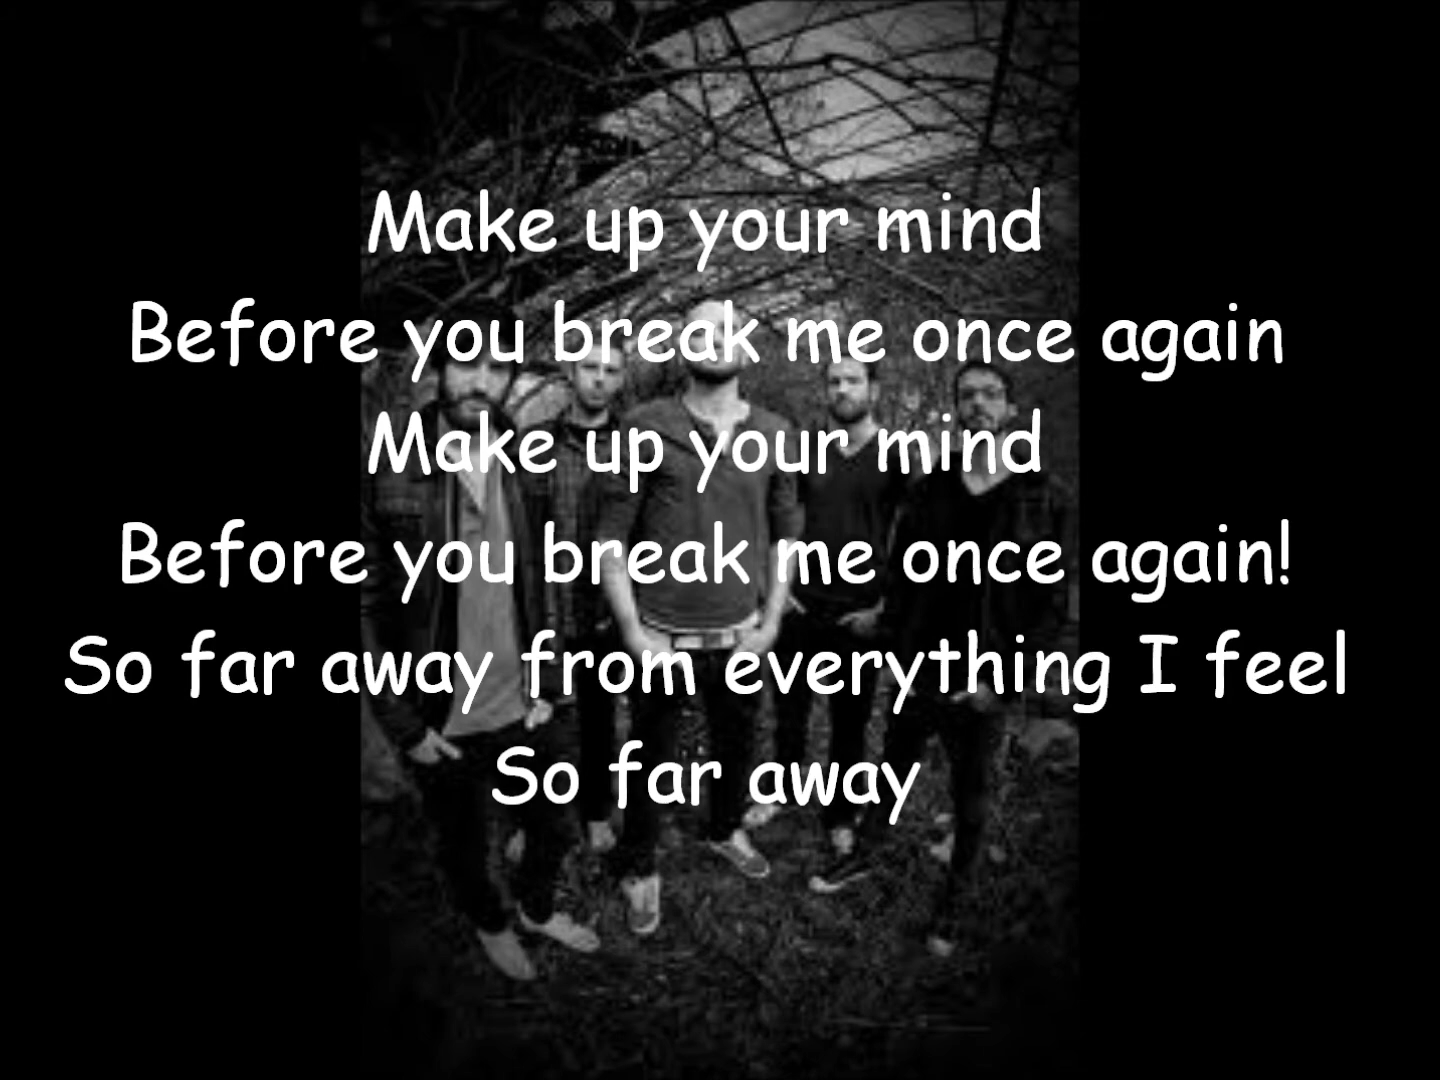 Make up your mind
Before you break me once again
Make up your mind
Before you break me once again!
So far away from everything I feel
So far away